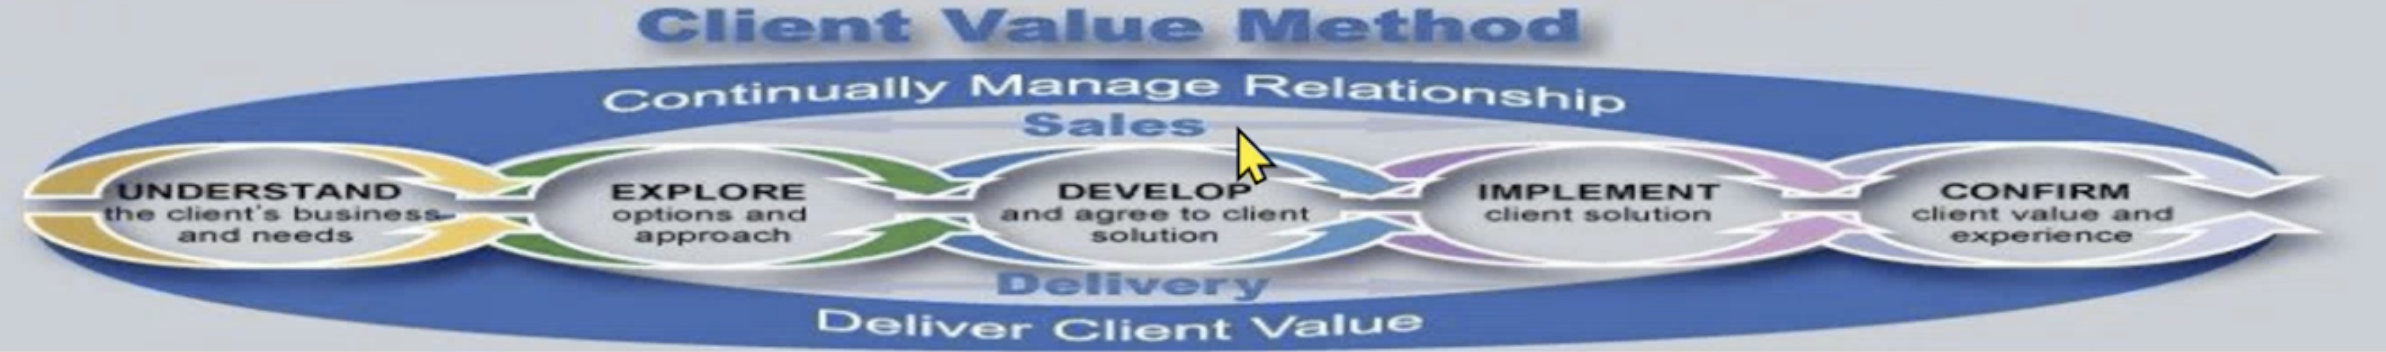 Client Value Method
Continually Manage Relationship
Sales
UNDERSTAND
the client's business
and needs
EXPLORE
options and
approach
DEVELOP
and agree to client
solution
IMPLEMENT
client solution
CONFIRM
client value and
experience
Delivery
Deliver Client Value